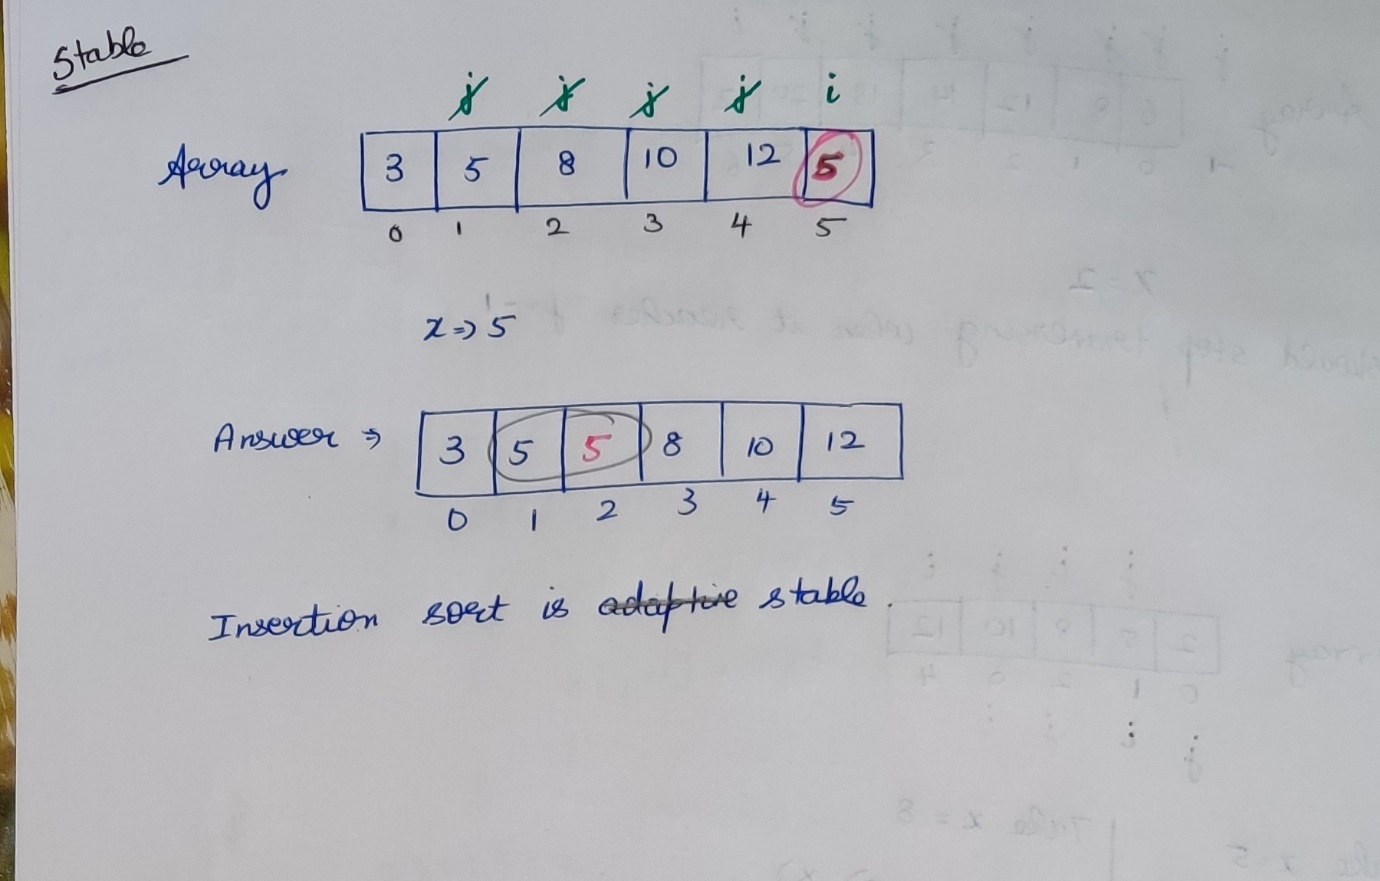 Stable
j j j j i
Array 3 5 8 10 12 5
0 1 2 3 4 5
x => 5
Answer => 3 5 5 8 10 12
0 1 2 3 4 5
Insertion sort is adaptive stable.